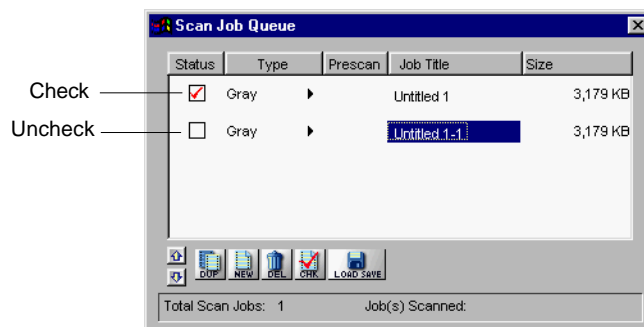 Scan Job Queue
Status Type Prescan Job Title Size
Check Gray Untitled 1 3,179 KB
Uncheck Gray Untitled 1-1 3,179 KB
DUP NEW DEL CHK LOAD SAVE
Total Scan Jobs: 1 Job(s) Scanned: